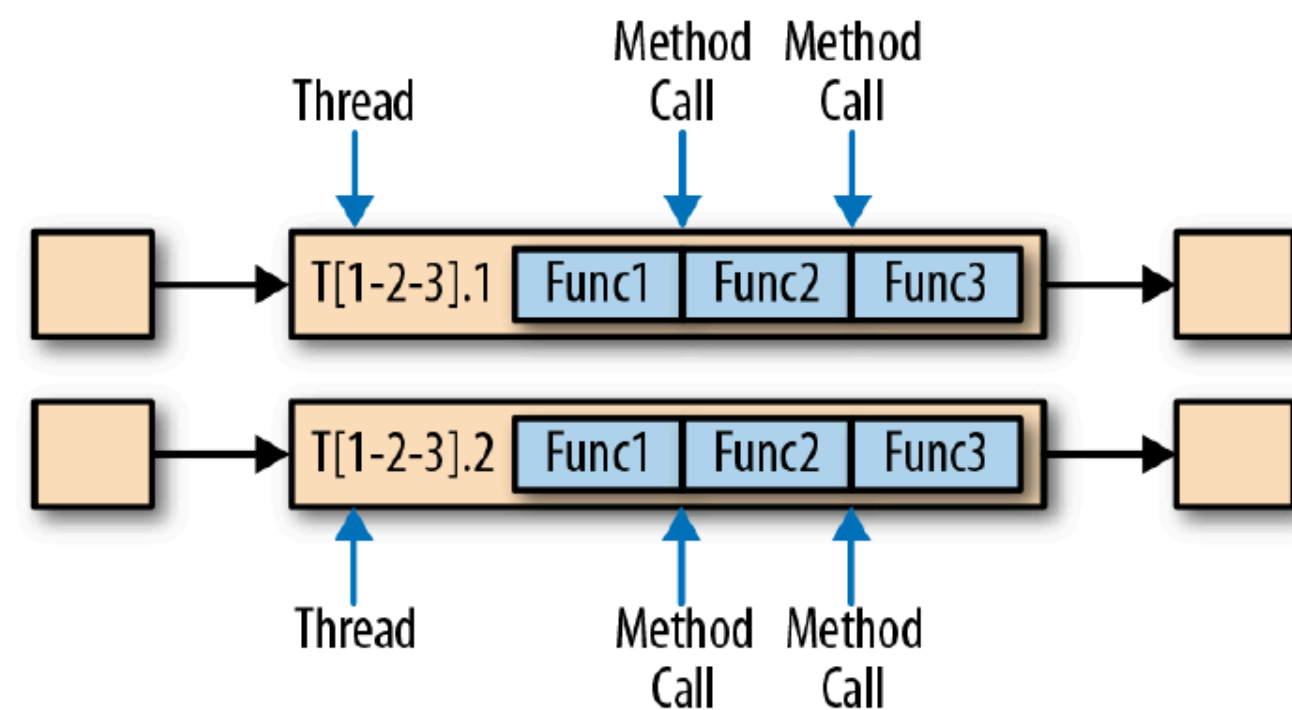 Method Method
Thread Call Call
T[1-2-3].1 Func1 Func2 Func3
T[1-2-3].2 Func1 Func2 Func3
Thread Method Method
Call Call